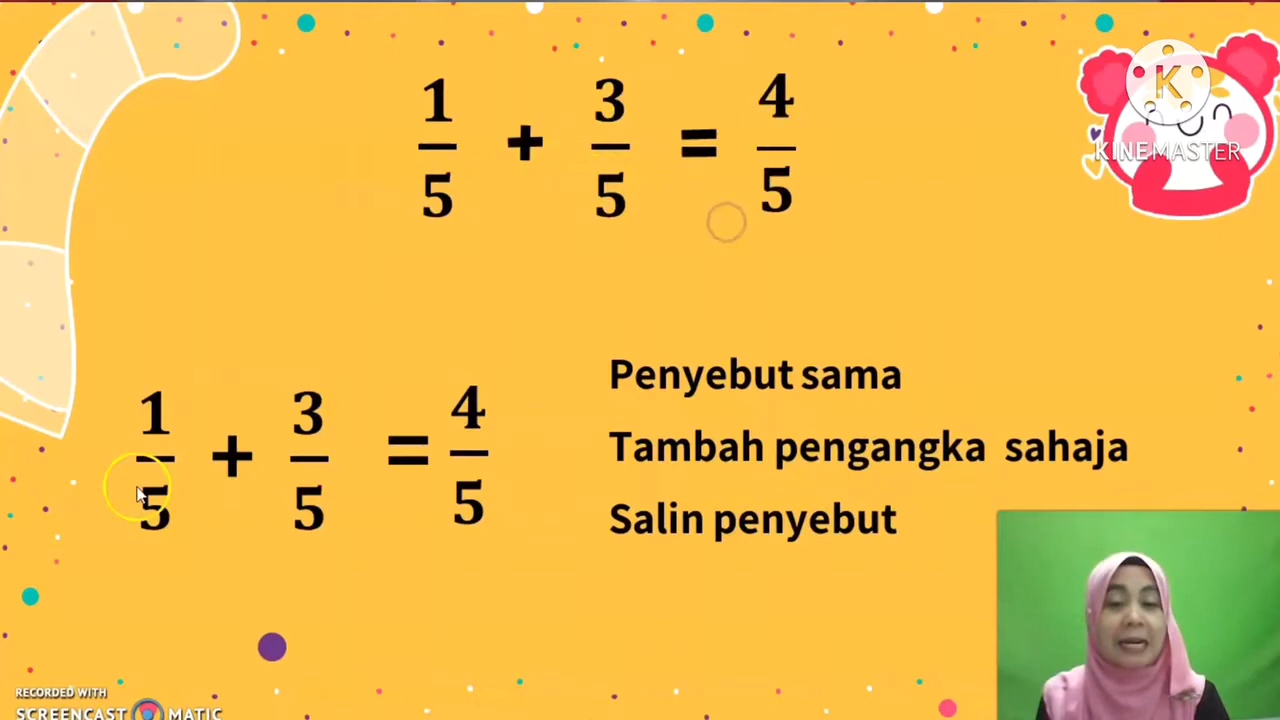 1/5 + 3/5 = 4/5
1/5 + 3/5 = 4/5
Penyebut sama
Tambah pengangka sahaja
Salin penyebut
K
KINEMASTER
RECORDED WITH
SCREENCAST MATIC